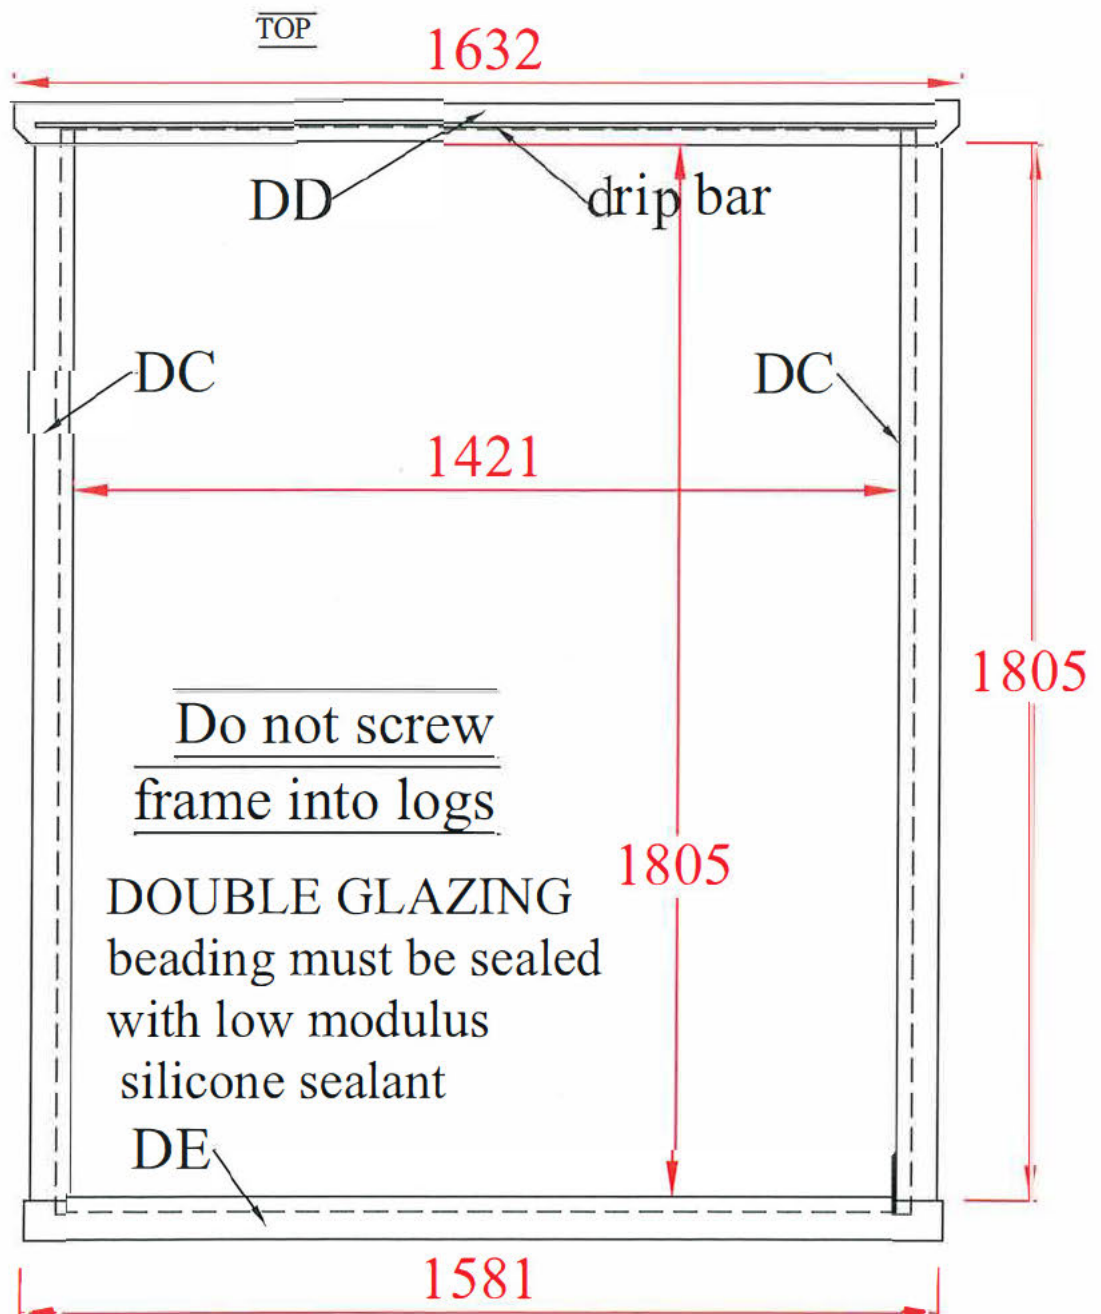 TOP
1632
DD
drip bar
DC
DC
1421
1805
Do not screw
frame into logs
1805
DOUBLE GLAZING
beading must be sealed
with low modulus
silicone sealant
DE
1581